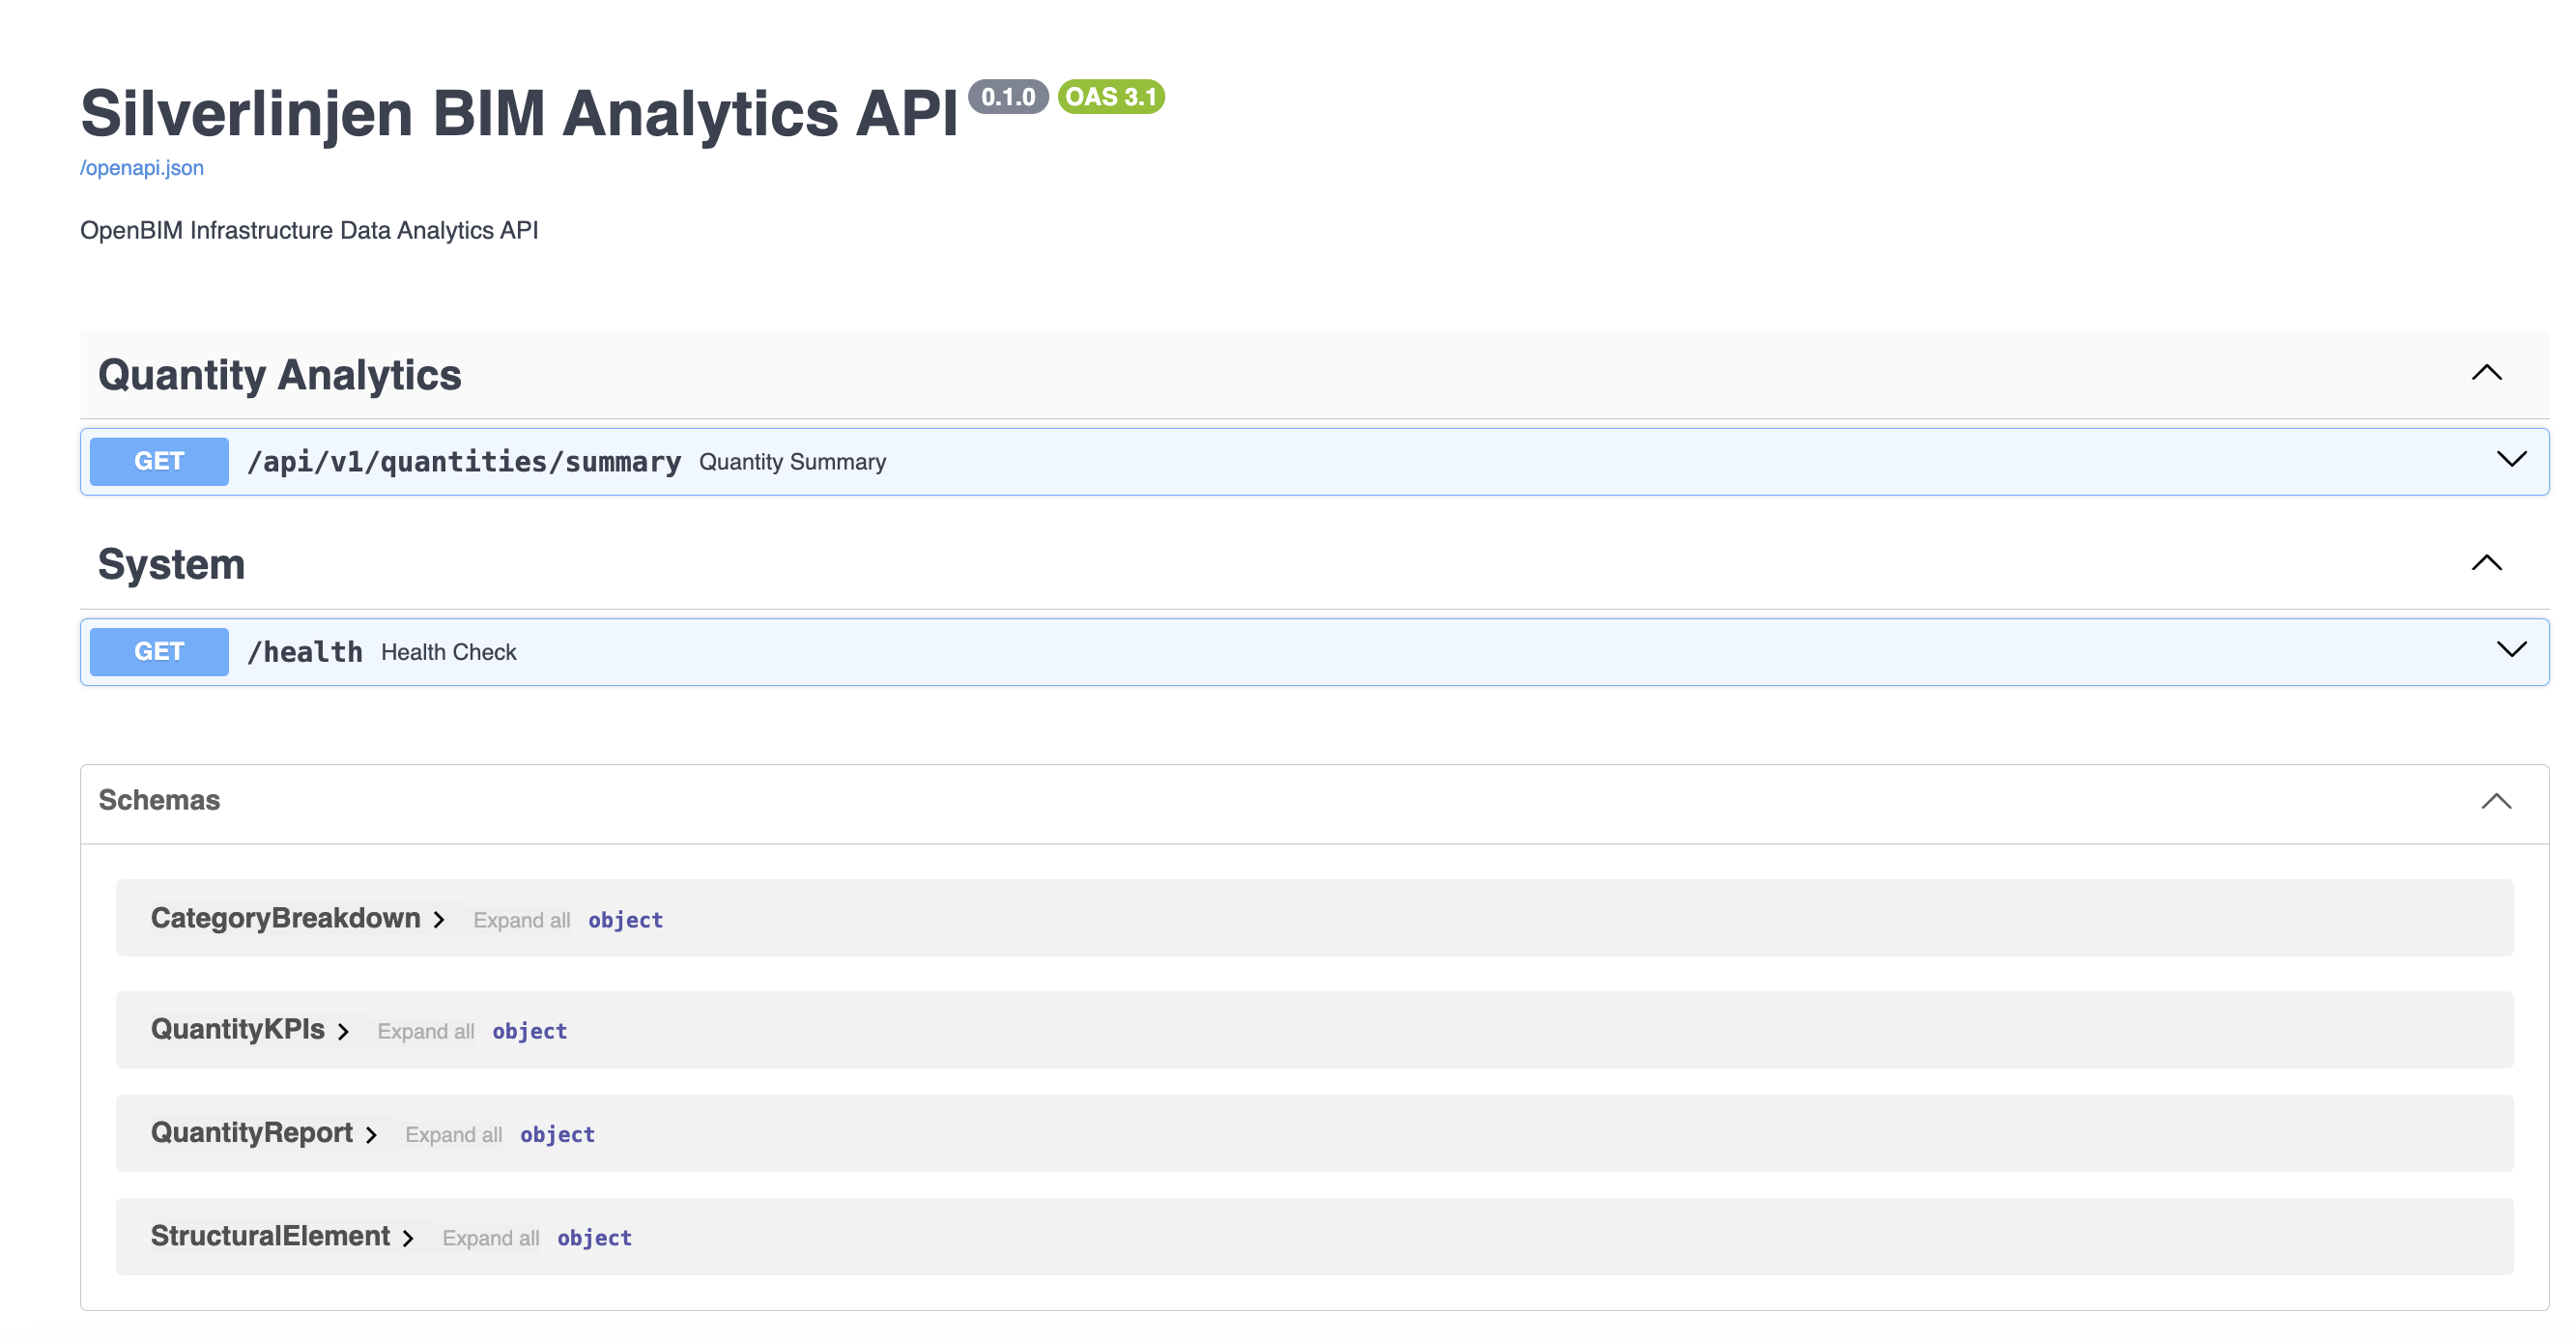 Silverlinjen BIM Analytics API 0.1.0 OAS 3.1
/openapi.json
OpenBIM Infrastructure Data Analytics API
Quantity Analytics
GET /api/v1/quantities/summary Quantity Summary
System
GET /health Health Check
Schemas
CategoryBreakdown Expand all object
QuantityKPIs Expand all object
QuantityReport Expand all object
StructuralElement Expand all object